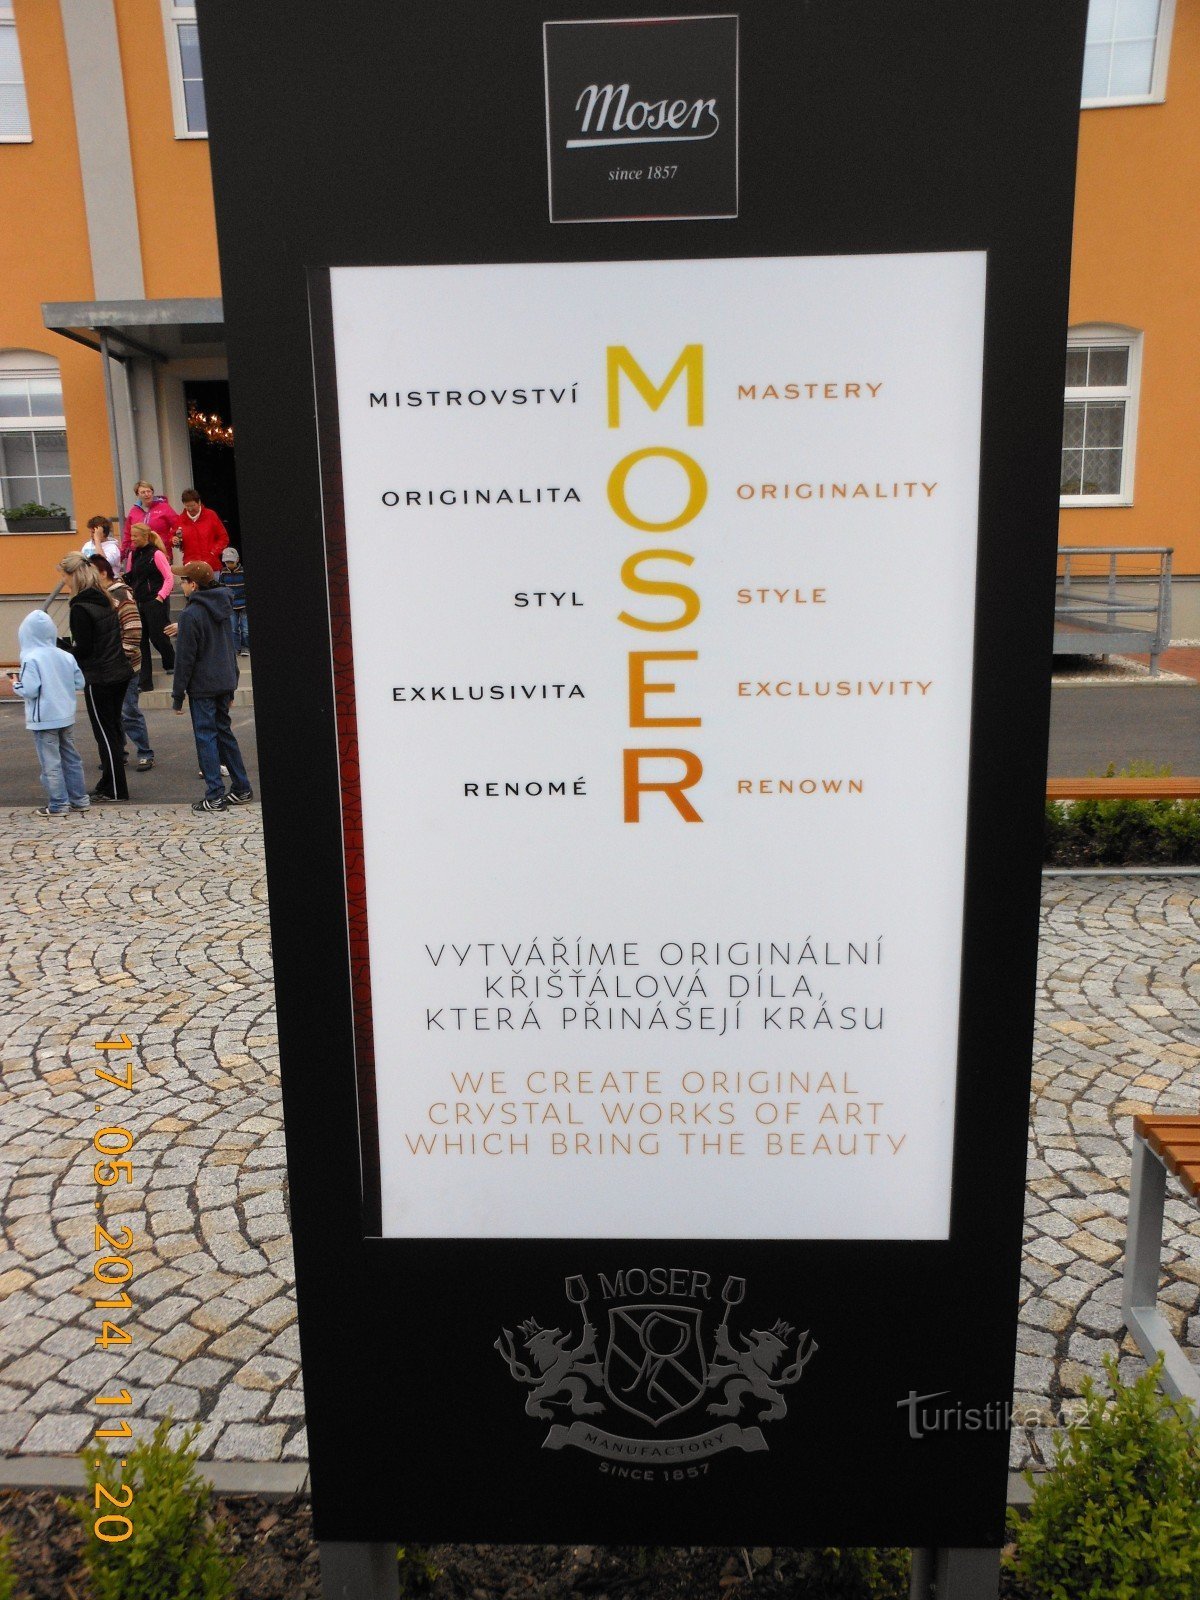 Moser
since 1857
MISTROVSTVÍ M MASTERY
ORIGINALITA O ORIGINALITY
STYL S STYLE
EXKLUSIVITA E EXCLUSIVITY
RENOMÉ R RENOWN
VYTVÁŘÍME ORIGINÁLNÍ
KŘIŠŤÁLOVÁ DÍLA,
KTERÁ PŘINÁŠEJÍ KRÁSU
WE CREATE ORIGINAL
CRYSTAL WORKS OF ART
WHICH BRING THE BEAUTY
MOSER
MANUFACTORY
SINCE 1857
Turistika.cz
17.05.2014 11:20